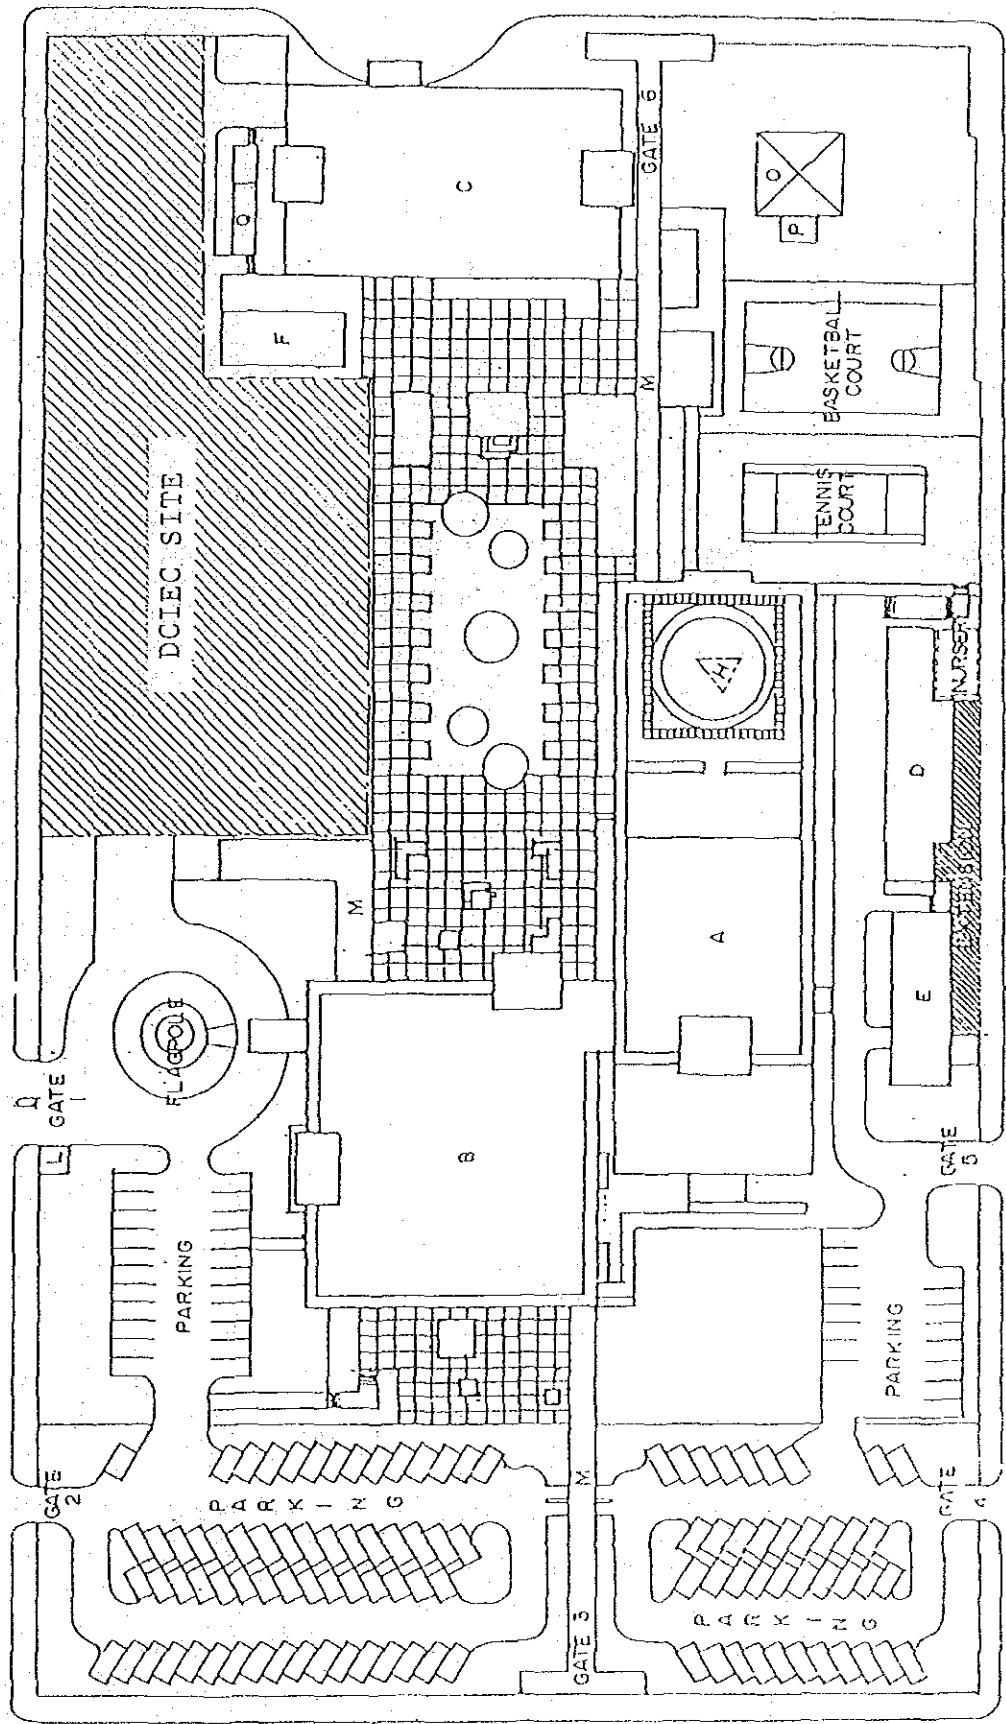 GATE 2
PARKING
GATE 3
M
PARKING
GATE 4
L
Q
GATE 1
PARKING
FLAGPOLE
B
PARKING
GATE 5
M
A
E
EXTENSION
D
NURSERY
H
DCIEC SITE
F
O
C
M
GATE 6
TENNIS
COURT
BASKETBALL
COURT
P
O